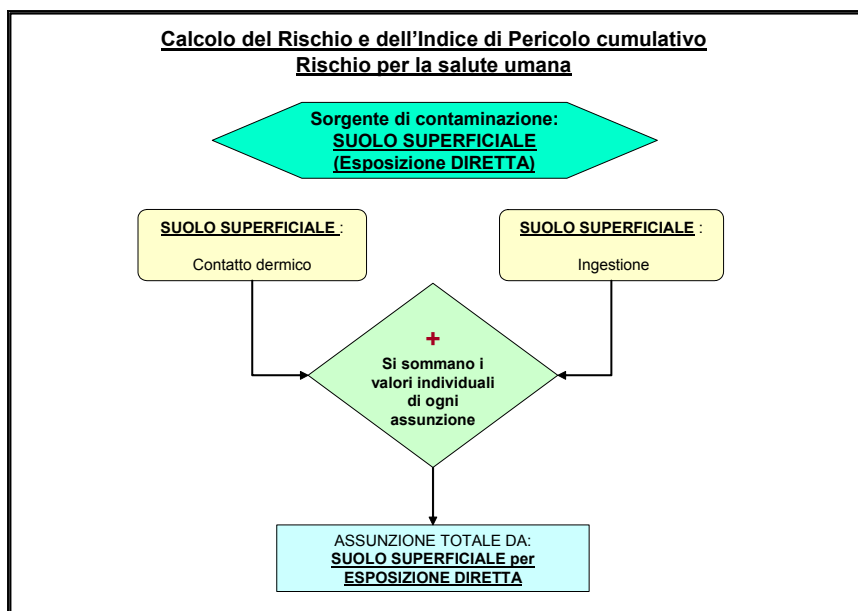 Calcolo del Rischio e dell’Indice di Pericolo cumulativo
Rischio per la salute umana
Sorgente di contaminazione:
SUOLO SUPERFICIALE
(Esposizione DIRETTA)
SUOLO SUPERFICIALE :
Contatto dermico
SUOLO SUPERFICIALE :
Ingestione
+
Si sommano i
valori individuali
di ogni
assunzione
ASSUNZIONE TOTALE DA:
SUOLO SUPERFICIALE per
ESPOSIZIONE DIRETTA